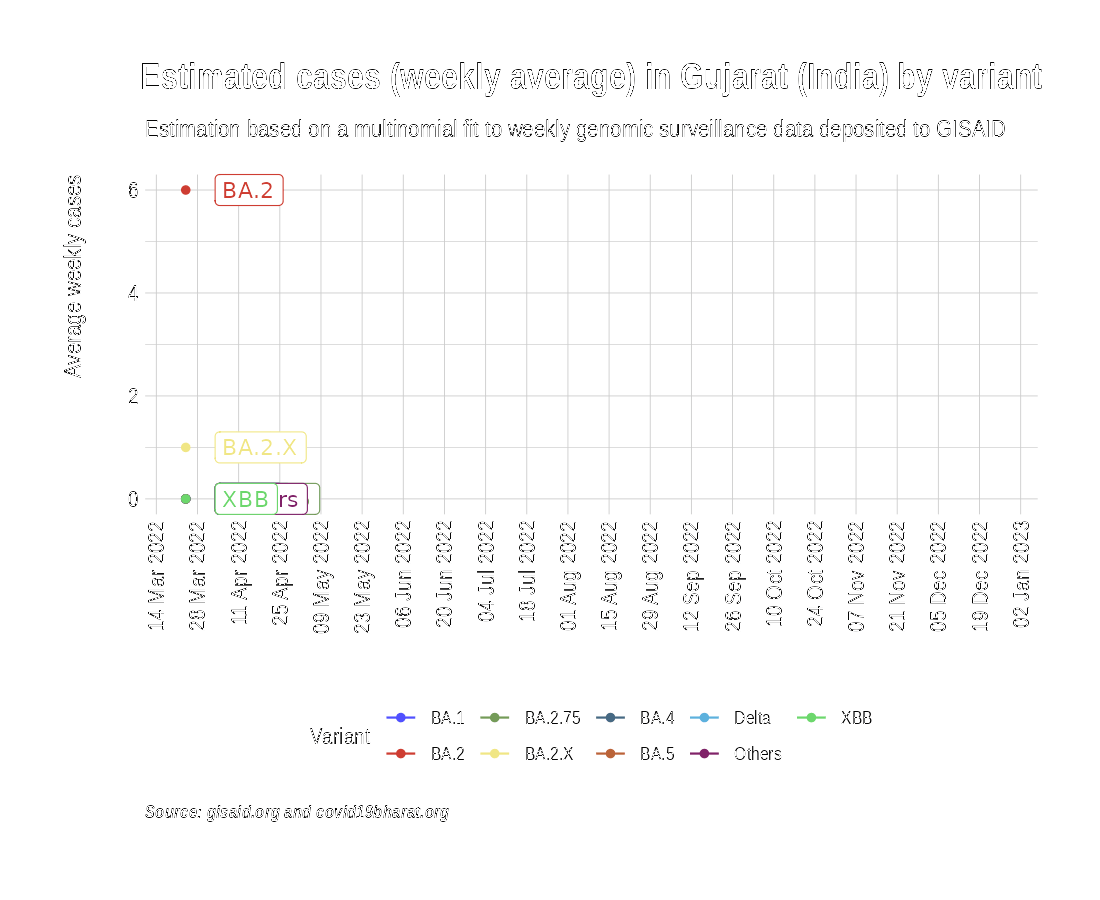 Estimated cases (weekly average) in Gujarat (India) by variant
Estimation based on a multinomial fit to weekly genomic surveillance data deposited to GISAID
Average weekly cases
6
4
2
0
BA.2
BA.2.X
XBB
rs
14 Mar 2022
28 Mar 2022
11 Apr 2022
25 Apr 2022
09 May 2022
23 May 2022
06 Jun 2022
20 Jun 2022
04 Jul 2022
18 Jul 2022
01 Aug 2022
15 Aug 2022
29 Aug 2022
12 Sep 2022
26 Sep 2022
10 Oct 2022
24 Oct 2022
07 Nov 2022
21 Nov 2022
05 Dec 2022
19 Dec 2022
02 Jan 2023
Variant
BA.1 BA.2.75 BA.4 Delta XBB
BA.2 BA.2.X BA.5 Others
Source: gisaid.org and covid19bharat.org